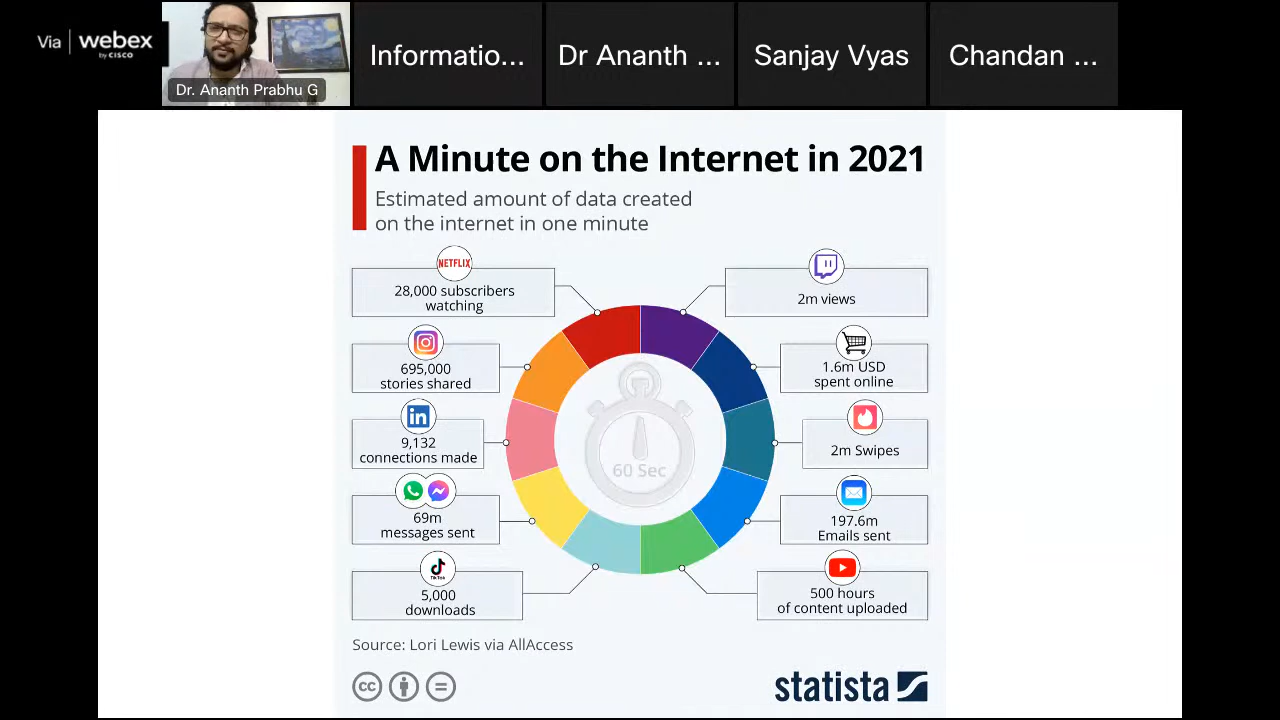 Via webex
by CISCO
Dr. Ananth Prabhu G
Informatio...
Dr Ananth ...
Sanjay Vyas
Chandan ...
A Minute on the Internet in 2021
Estimated amount of data created
on the internet in one minute
NETFLIX
28,000 subscribers
watching
2m views
695,000
stories shared
1.6m USD
spent online
in
9,132
connections made
2m Swipes
69m
messages sent
197.6m
Emails sent
TikTok
5,000
downloads
500 hours
of content uploaded
60 Sec
Source: Lori Lewis via AllAccess
cc
statista